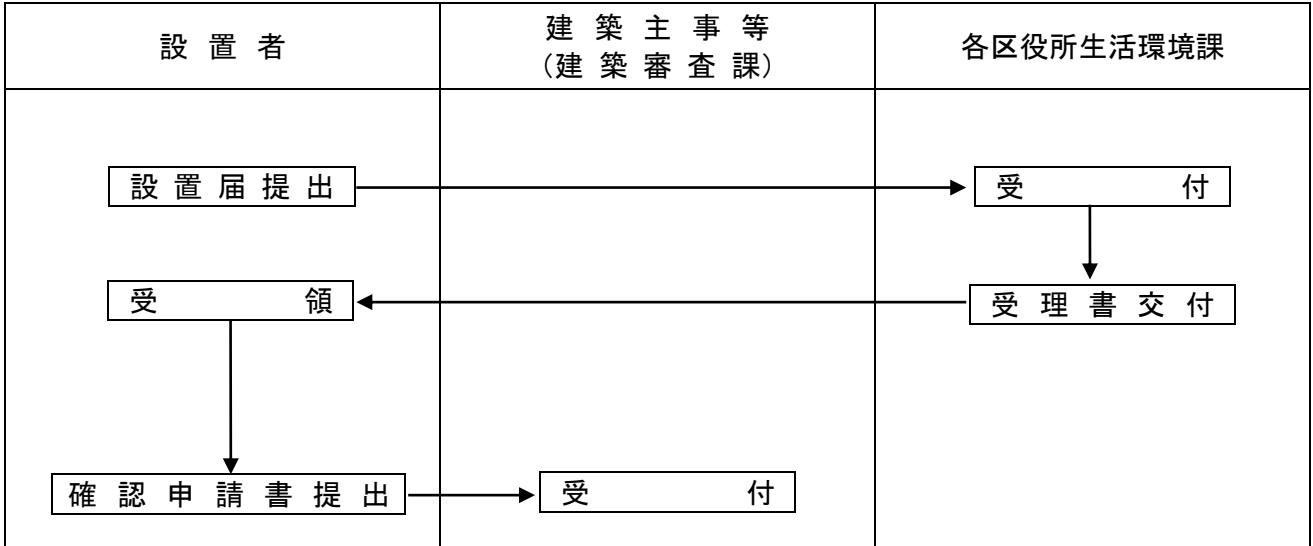 設置者
建築主事等
(建築審査課)
各区役所生活環境課
設置届提出
受付
受領
受理書交付
確認申請書提出
受付